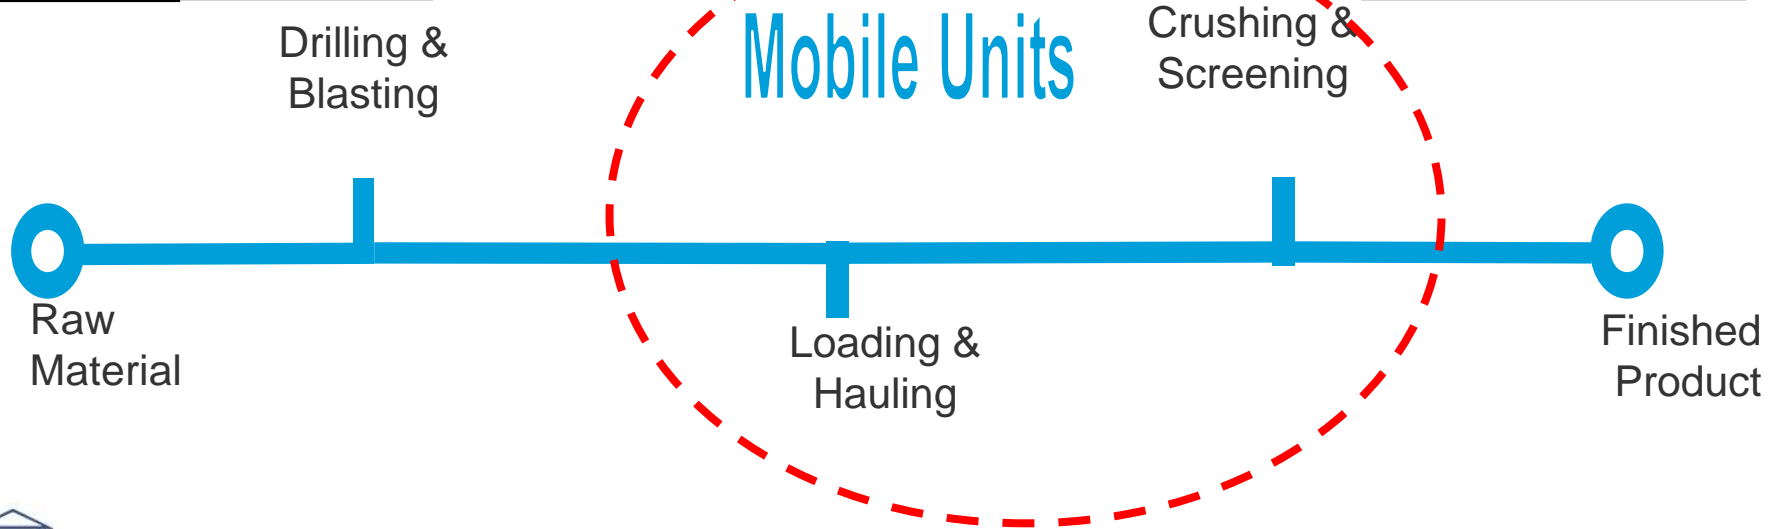 Drilling &
Blasting
Mobile Units
Crushing &
Screening
Raw
Material
Loading &
Hauling
Finished
Product